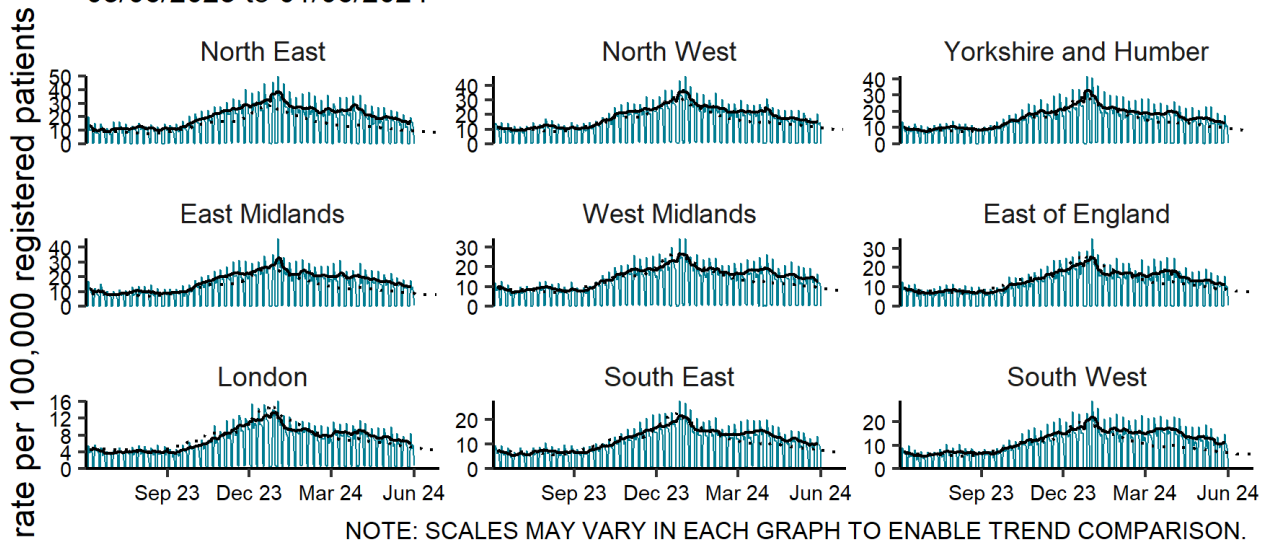 rate per 100,000 registered patients
North East
50
40
30
20
10
0
North West
40
30
20
10
0
Yorkshire and Humber
40
30
20
10
0
East Midlands
40
30
20
10
0
West Midlands
30
20
10
0
East of England
30
20
10
0
London
16
12
8
4
0
South East
20
10
0
South West
20
10
0
Sep 23 Dec 23 Mar 24 Jun 24
Sep 23 Dec 23 Mar 24 Jun 24
Sep 23 Dec 23 Mar 24 Jun 24
NOTE: SCALES MAY VARY IN EACH GRAPH TO ENABLE TREND COMPARISON.